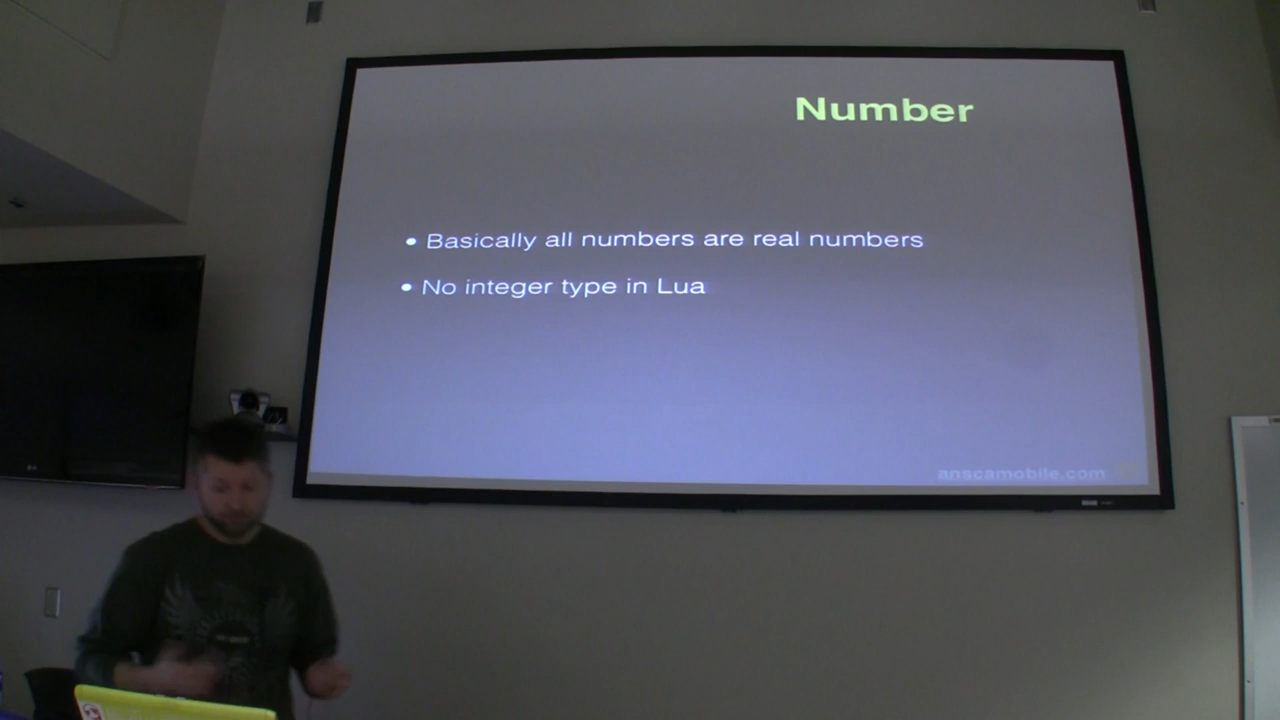 Number
• Basically all numbers are real numbers
• No integer type in Lua
anscamobile.com